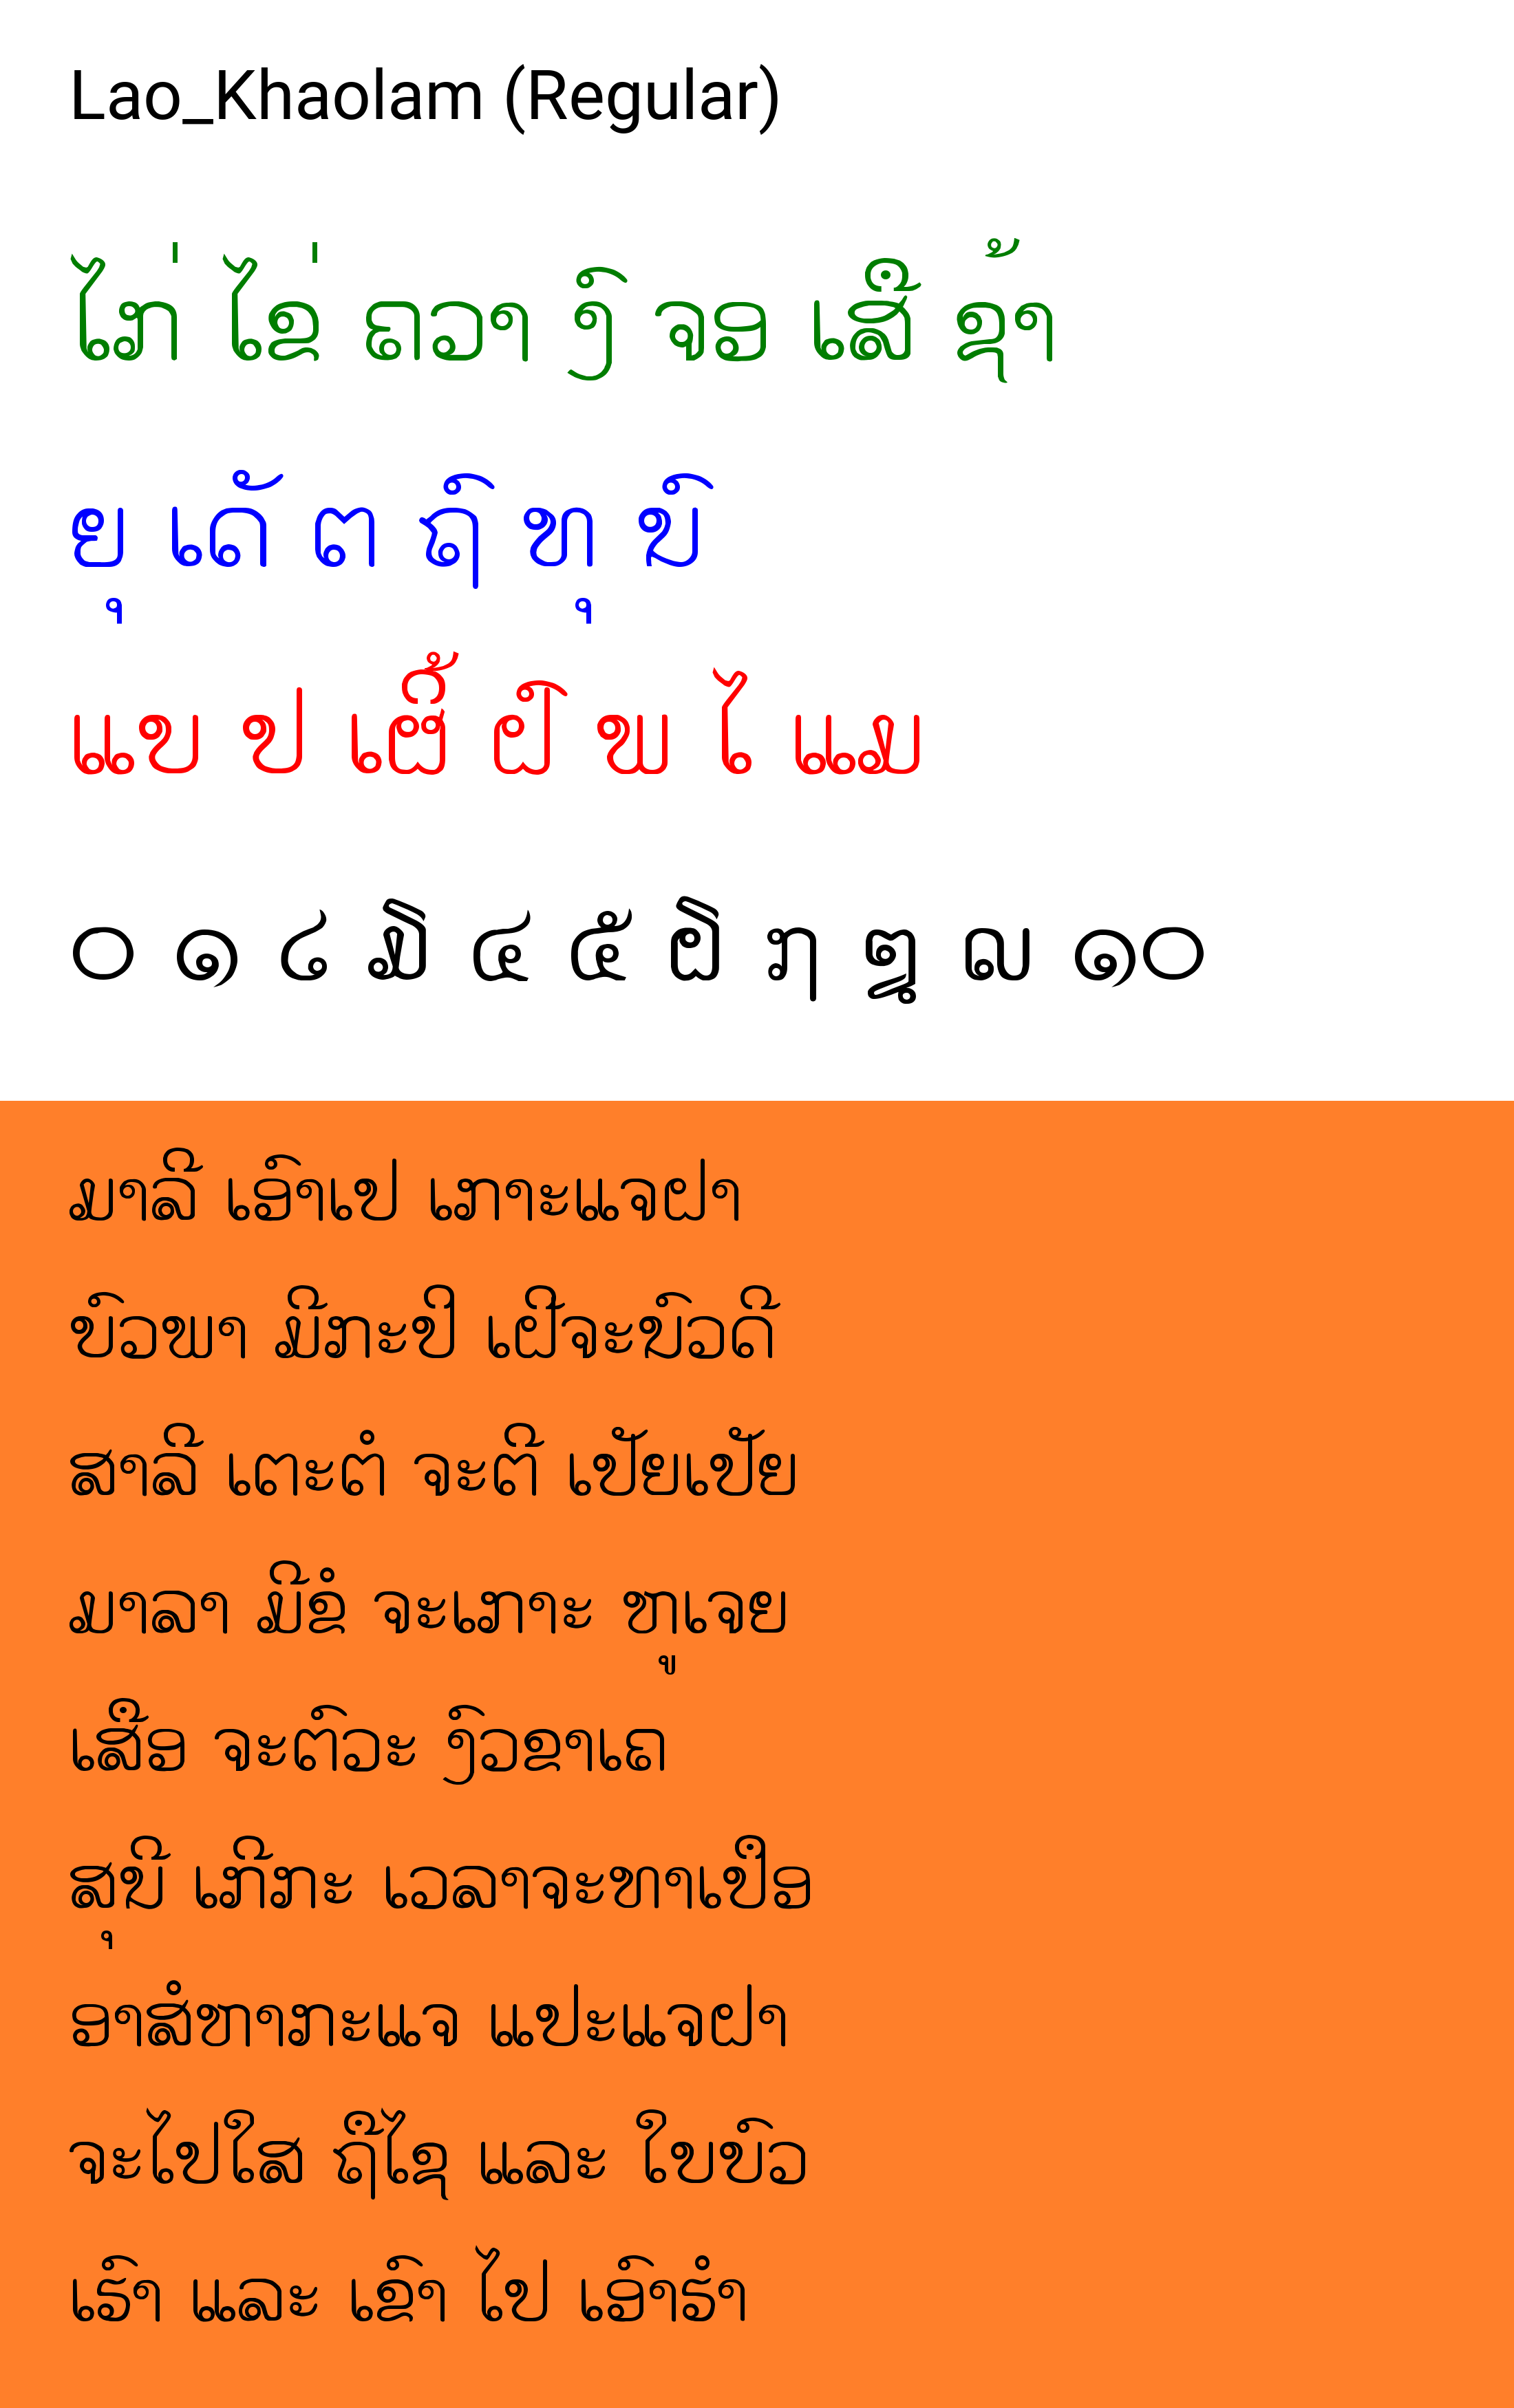 Lao_Khaolam (Regular)
ໄກ່ ໄຂ່ ຄວາ ງົ ຈອ ເສື ຊ້າ
ຍຸ ເດັ ຕ ຖົ ທຸ ນົ
ແບ ປ ເຜິ້ ຝົ ພ ໄ ແມ
໐ ໑ ໒ ໓ ໔ ໕ ໖ ໗ ໘ ໙ ໑໐
ມາລີ ເອົາເປ ເກາະແຈຝາ
ບົວພາ ມີກະປິ ເຝີຈະນົວດີ
ສາລີ ເຕະຕໍ ຈະຕີ ເປັຍເປັຍ
ມາລາ ມີຂໍ ຈະເກາະ ຫູເຈຍ
ເສືອ ຈະຕົວະ ງົວຂາເຄ
ສຸນີ ເກີກະ ເວລາຈະທາເປືອ
ອາສໍຫາກະແຈ ແປະແຈຝາ
ຈະໄປໃສ ຖືໄຊ ແລະ ໃບບົວ
ເຮົາ ແລະ ເຂົາ ໄປ ເອົາຮຳ